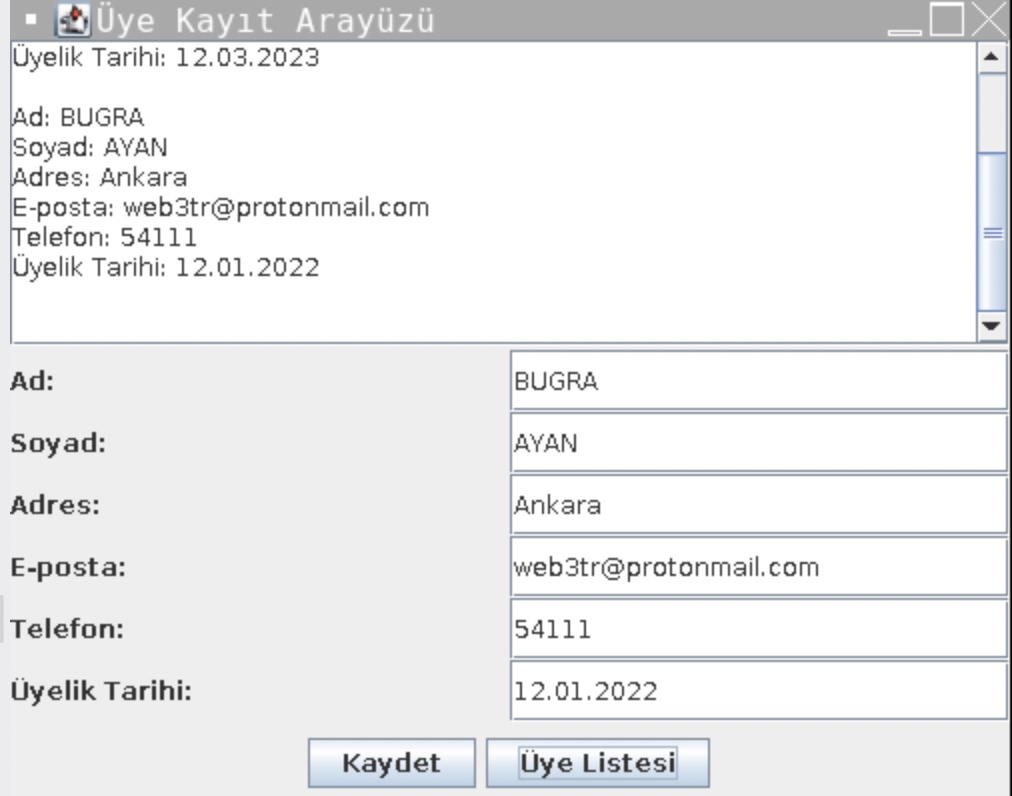 Üye Kayıt Arayüzü
Üyelik Tarihi: 12.03.2023
Ad: BUGRA
Soyad: AYAN
Adres: Ankara
E-posta: web3tr@protonmail.com
Telefon: 54111
Üyelik Tarihi: 12.01.2022
Ad: BUGRA
Soyad: AYAN
Adres: Ankara
E-posta: web3tr@protonmail.com
Telefon: 54111
Üyelik Tarihi: 12.01.2022
Kaydet Üye Listesi